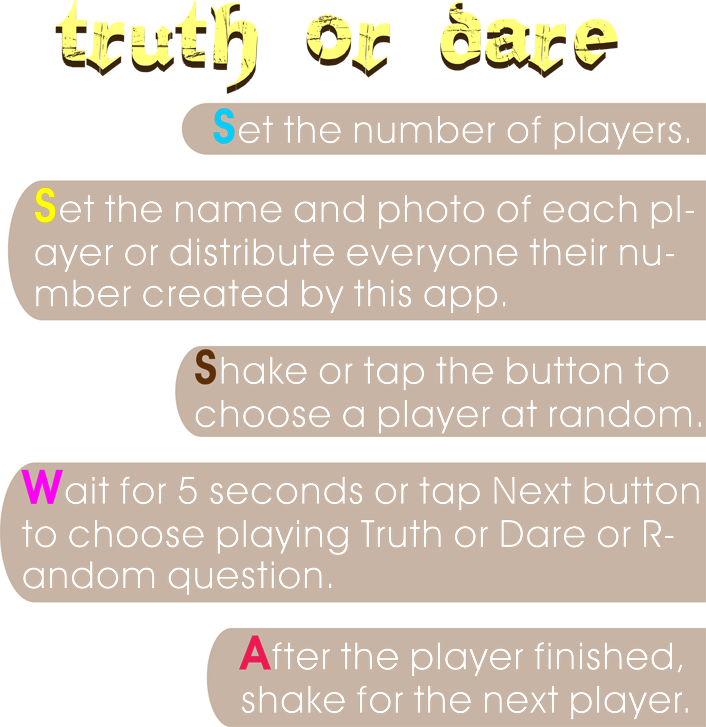 truth or dare
Set the number of players.
Set the name and photo of each pl-
ayer or distribute everyone their nu-
mber created by this app.
Shake or tap the button to
choose a player at random.
Wait for 5 seconds or tap Next button
to choose playing Truth or Dare or R-
andom question.
After the player finished,
shake for the next player.